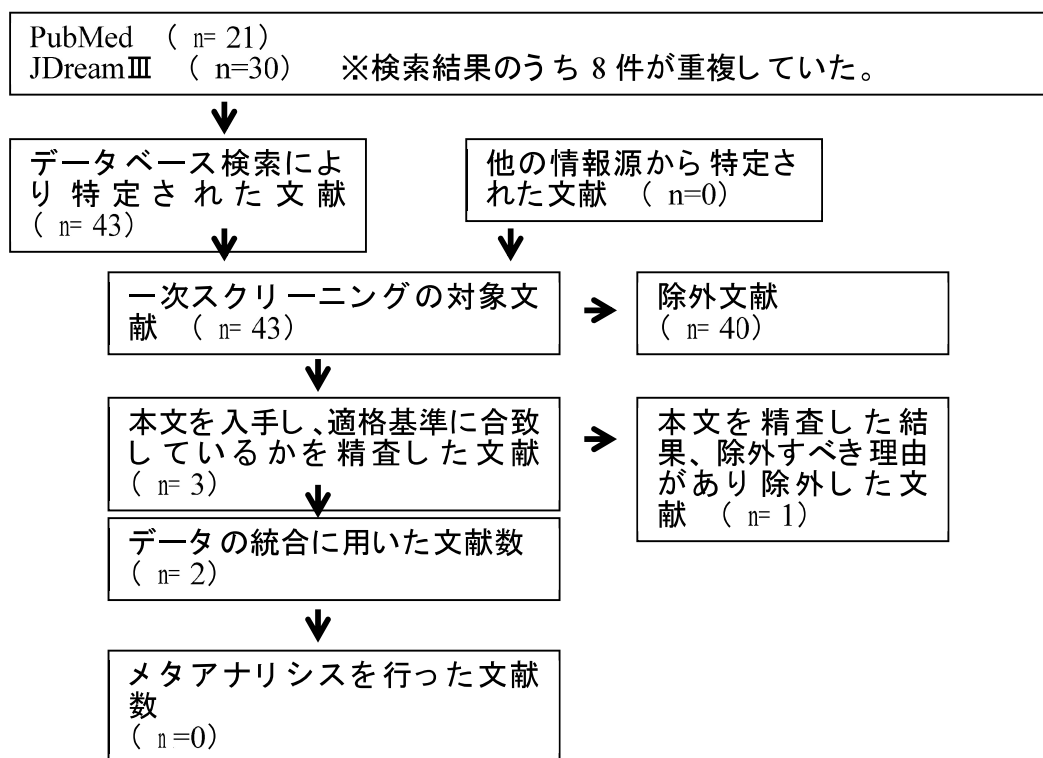 PubMed （ n= 21)
JDreamⅢ （ n=30） ※検索結果のうち 8 件が重複していた。
データベース検索によ
り特定された文献
（ n= 43）
他の情報源から特定さ
れた文献 （ n=0）
一次スクリーニングの対象文
献 （ n= 43）
除外文献
（ n= 40）
本文を入手し、適格基準に合致
しているかを精査した文献
（ n= 3）
本文を精査した結
果、除外すべき理由
があり除外した文
献 （ n= 1）
データの統合に用いた文献数
（ n= 2）
メタアナリシスを行った文献
数
（ n =0）